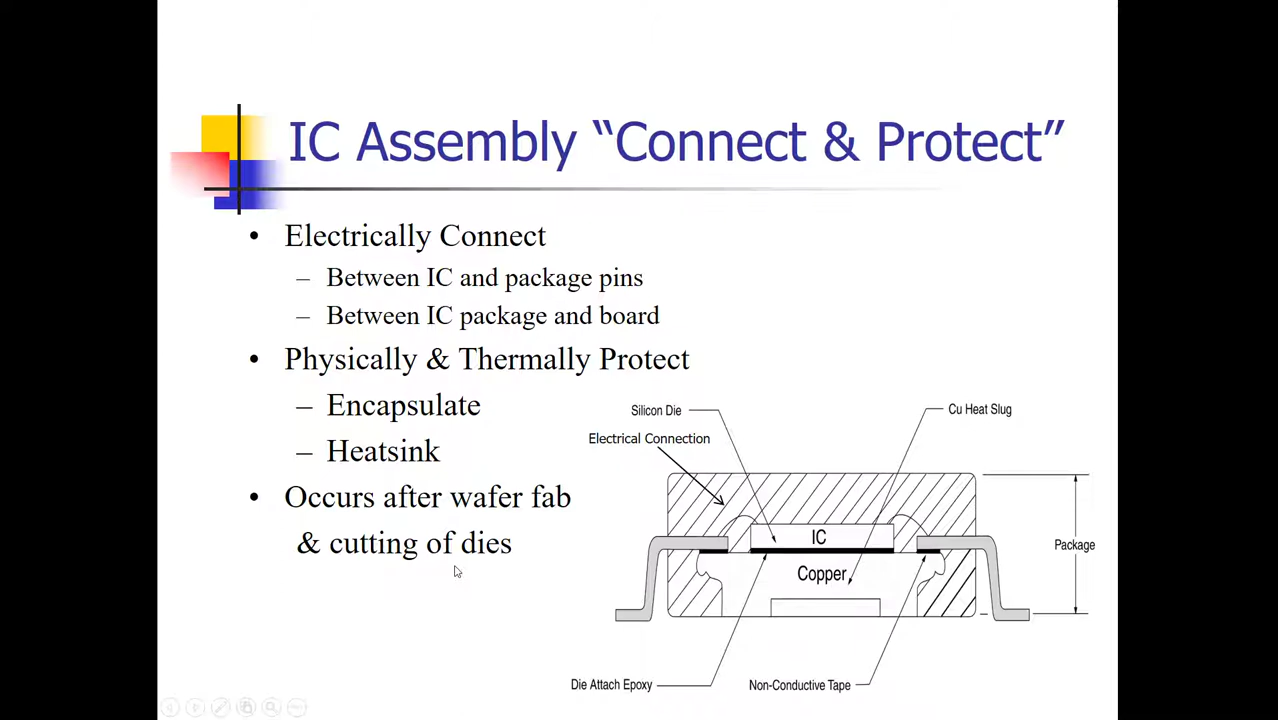 IC Assembly “Connect & Protect”
• Electrically Connect
– Between IC and package pins
– Between IC package and board
• Physically & Thermally Protect
– Encapsulate
– Heatsink
• Occurs after wafer fab
& cutting of dies
Silicon Die
Cu Heat Slug
Electrical Connection
IC
Package
Copper
Die Attach Epoxy
Non-Conductive Tape